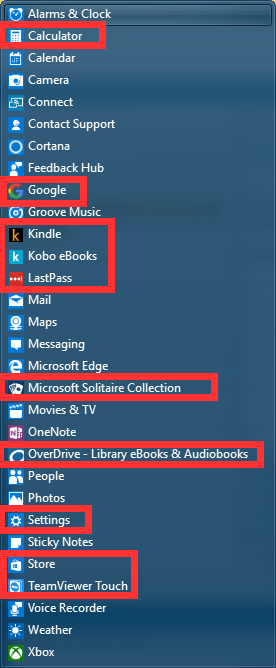 Alarms & Clock
Calculator
Calendar
Camera
Connect
Contact Support
Cortana
Feedback Hub
Google
Groove Music
Kindle
Kobo eBooks
LastPass
Mail
Maps
Messaging
Microsoft Edge
Microsoft Solitaire Collection
Movies & TV
OneNote
OverDrive - Library eBooks & Audiobooks
People
Photos
Settings
Sticky Notes
Store
TeamViewer Touch
Voice Recorder
Weather
Xbox